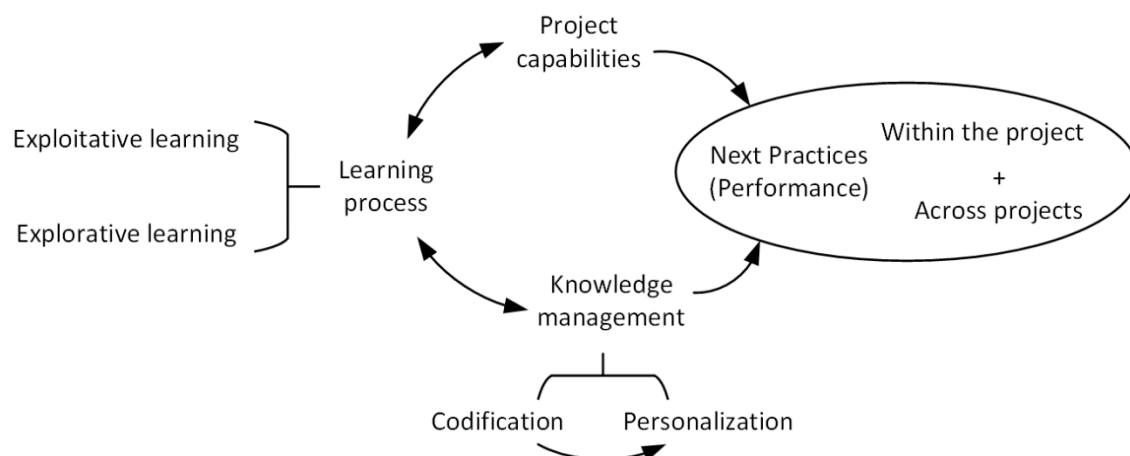 Project
capabilities
Exploitative learning
Explorative learning
Learning
process
Next Practices
(Performance)
Within the project
+
Across projects
Knowledge
management
Codification
Personalization